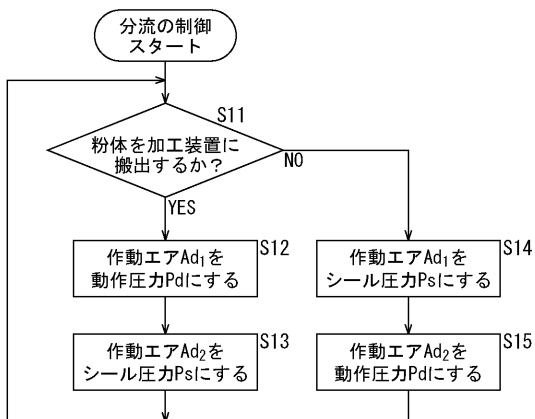 分流の制御
スタート
S11
粉体を加工装置に
搬出するか？
NO
YES
作動エアAd₁を
動作圧力Pdにする
S12
作動エアAd₁を
シール圧力Psにする
S14
作動エアAd₂を
シール圧力Psにする
S13
作動エアAd₂を
動作圧力Pdにする
S15